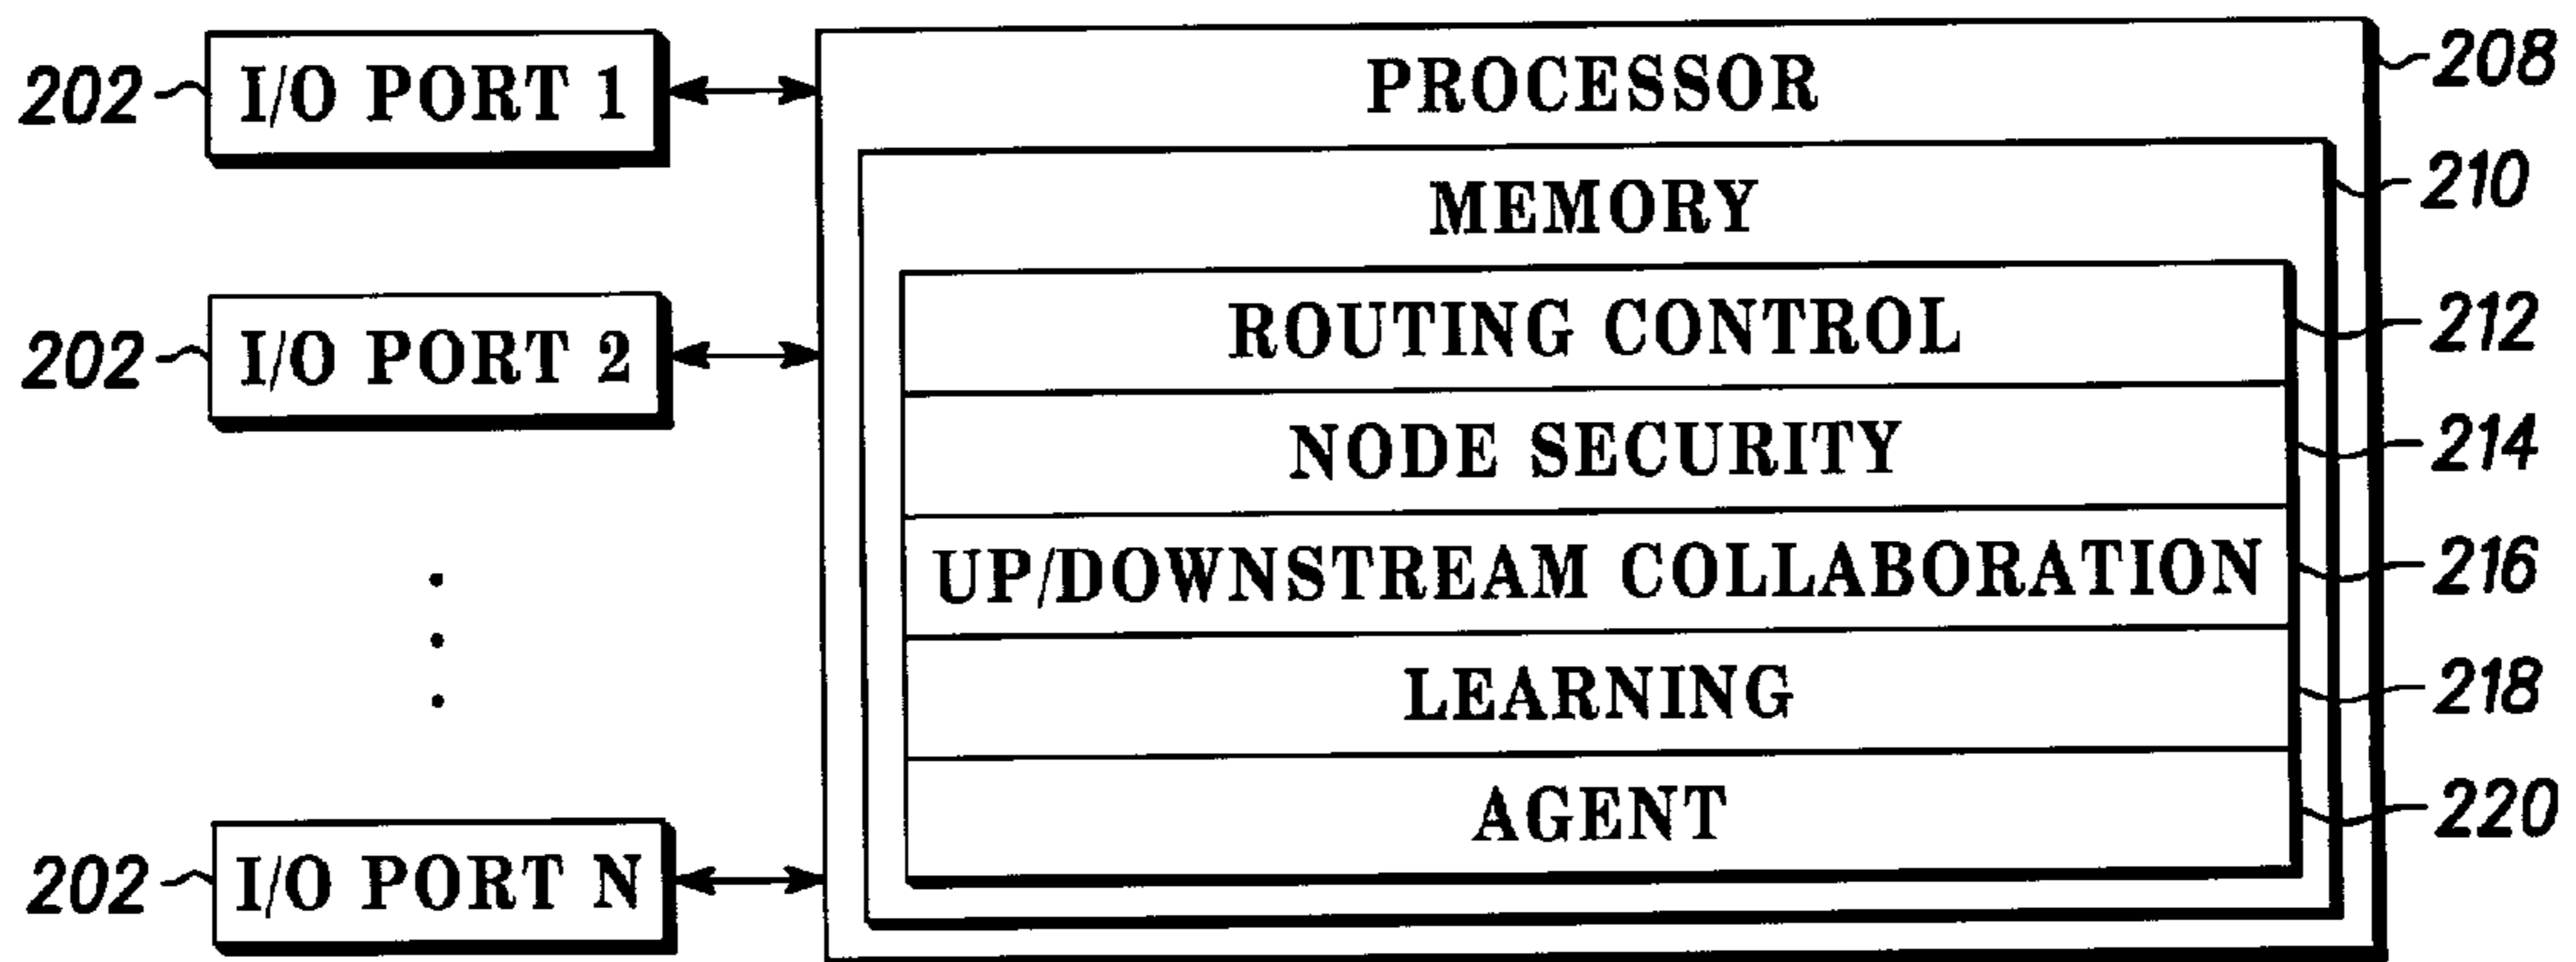 202 I/O PORT 1
202 I/O PORT 2
202 I/O PORT N
PROCESSOR 208
MEMORY 210
ROUTING CONTROL 212
NODE SECURITY 214
UP/DOWNSTREAM COLLABORATION 216
LEARNING 218
AGENT 220